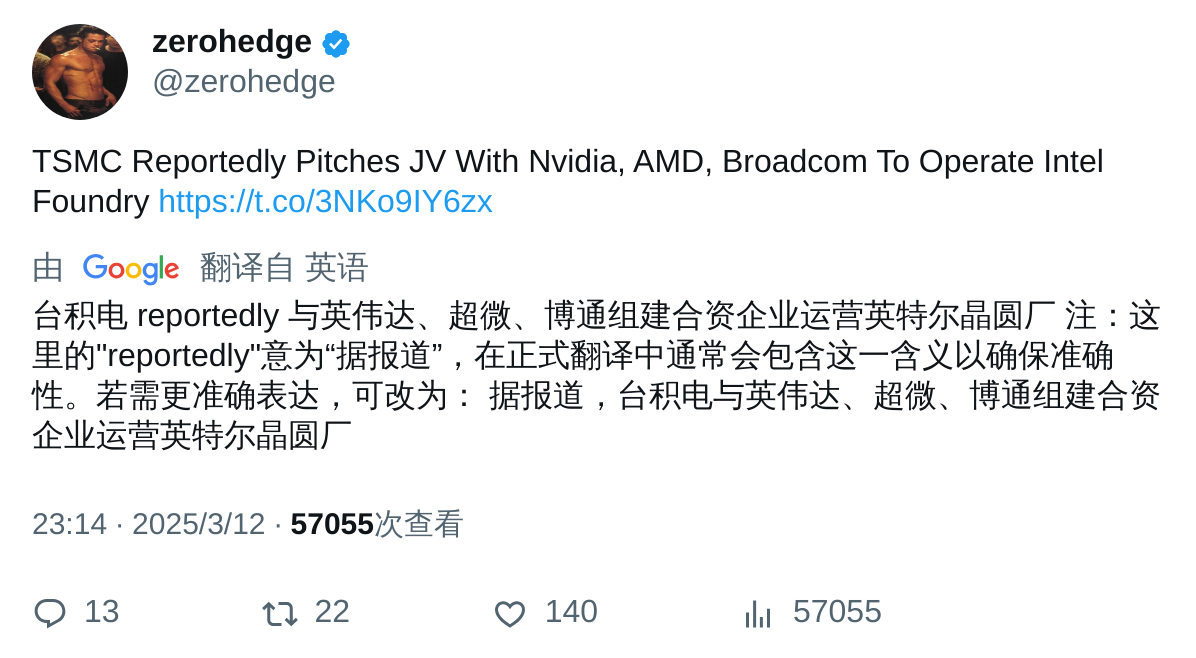 zerohedge
@zerohedge
TSMC Reportedly Pitches JV With Nvidia, AMD, Broadcom To Operate Intel
Foundry https://t.co/3NKo9IY6zx
由 Google 翻译自 英语
台积电 reportedly 与英伟达、超微、博通组建合资企业运营英特尔晶圆厂 注：这
里的"reportedly"意为“据报道”，在正式翻译中通常会包含这一含义以确保准确
性。若需更准确表达，可改为： 据报道，台积电与英伟达、超微、博通组建合资
企业运营英特尔晶圆厂
23:14 · 2025/3/12 · 57055次查看
13 22 140 57055